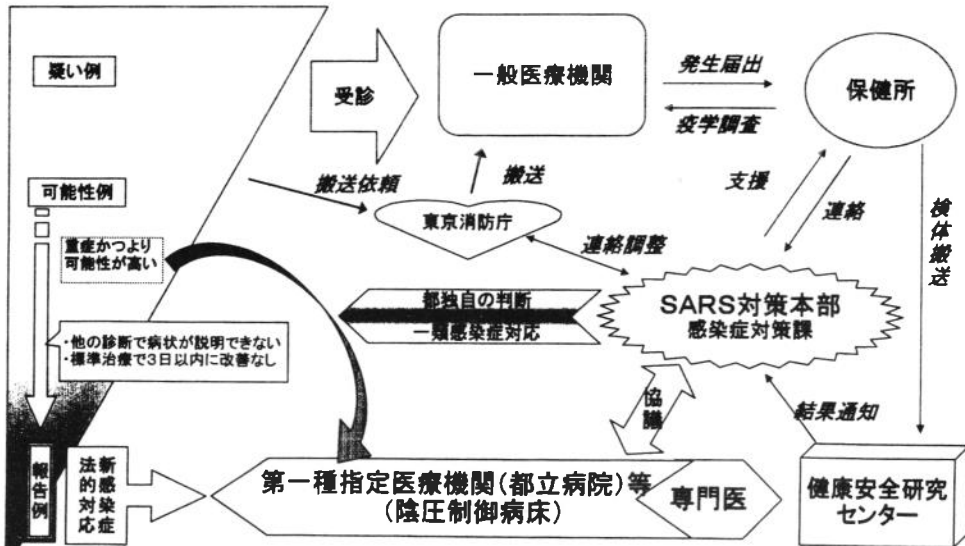 疑い例
受診
一般医療機関
発生届出
疫学調査
保健所
可能性例
搬送依頼
搬送
東京消防庁
連絡調整
支援
連絡
検体搬送
重症かつより
可能性が高い
都独自の判断
一類感染症対応
SARS対策本部
感染症対策課
・他の診断で病状が説明できない
・標準治療で3日以内に改善なし
協議
結果通知
報告例
新感染症
法的対応
第一種指定医療機関(都立病院)等
(陰圧制御病床)
専門医
健康安全研究
センター